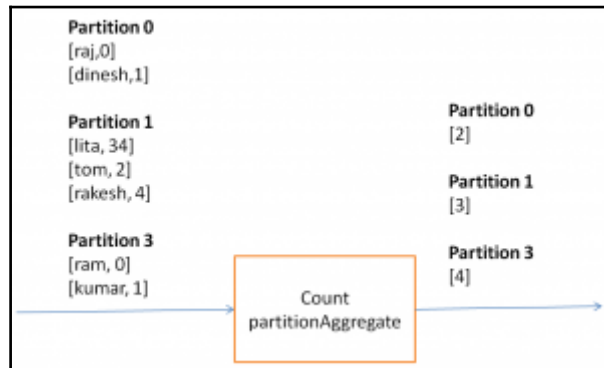 Partition 0
[raj,0]
[dinesh,1]
Partition 1
[lita, 34]
[tom, 2]
[rakesh, 4]
Partition 3
[ram, 0]
[kumar, 1]
Count
partitionAggregate
Partition 0
[2]
Partition 1
[3]
Partition 3
[4]